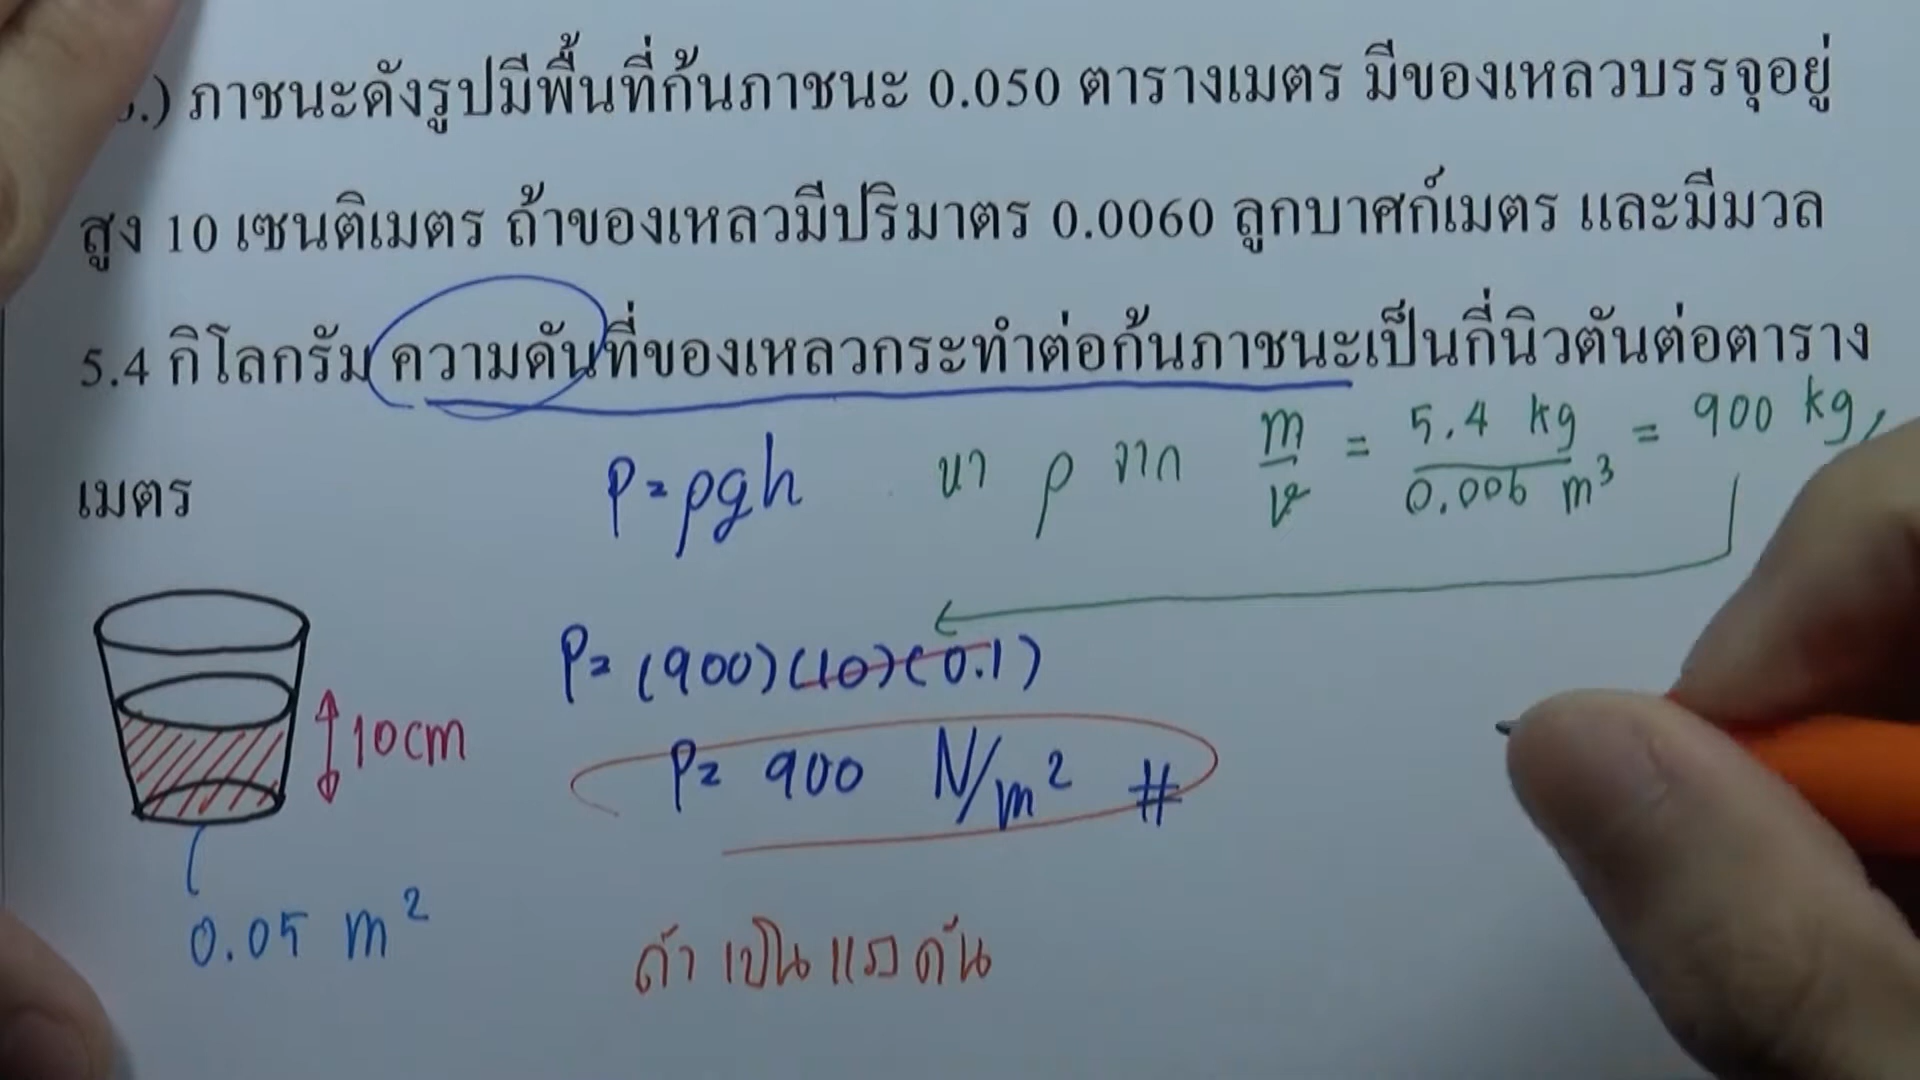 .) ภาชนะดังรูปมีพื้นที่ก้นภาชนะ 0.050 ตารางเมตร มีของเหลวบรรจุอยู่
สูง 10 เซนติเมตร ถ้าของเหลวมีปริมาตร 0.0060 ลูกบาศก์เมตร และมีมวล
5.4 กิโลกรัม ความดันที่ของเหลวกระทำต่อก้นภาชนะเป็นกี่นิวตันต่อตาราง
เมตร
P = ρgh หา ρ จาก m/v = 5.4 kg / 0.006 m³ = 900 kg/
P = (900)(10)(0.1)
10cm
P = 900 N/m² #
0.05 m²
ถ้าเป็นแรงดัน